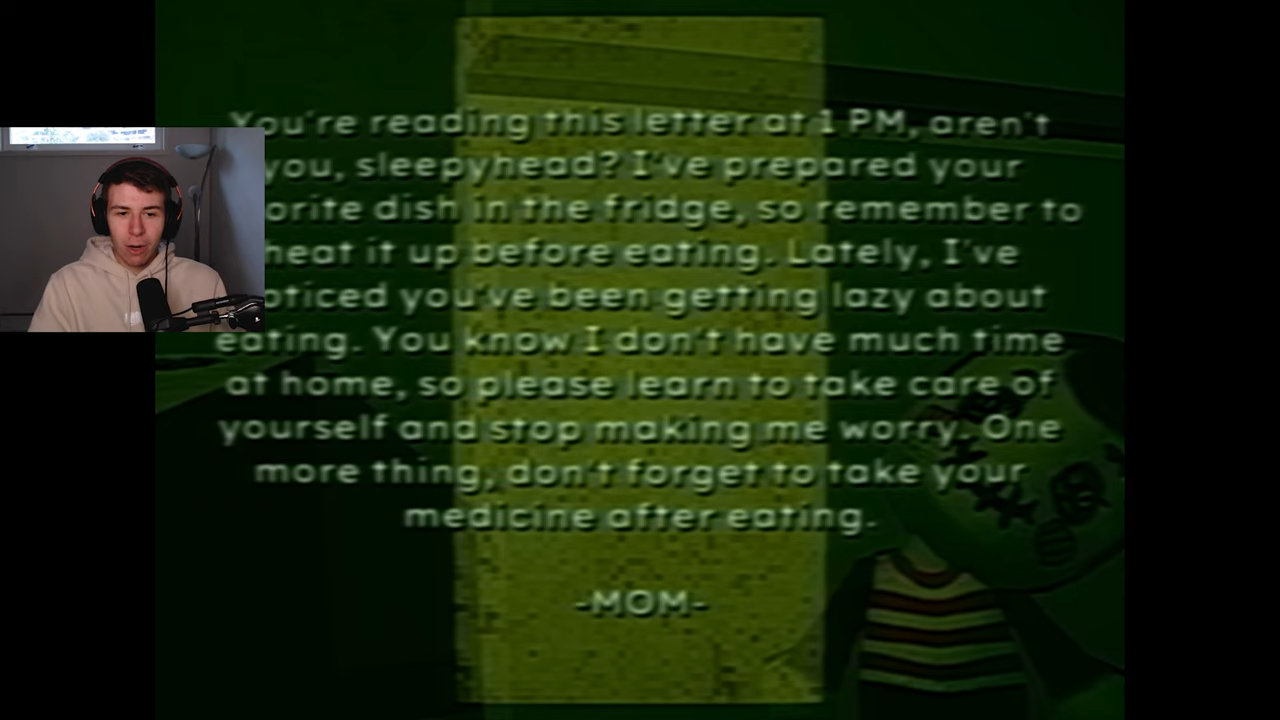 You're reading this letter at 1 PM, aren't
you, sleepyhead? I've prepared your
orite dish in the fridge, so remember to
heat it up before eating. Lately, I've
oticed you've been getting lazy about
eating. You know I don't have much time
at home, so please learn to take care of
yourself and stop making me worry. One
more thing, don't forget to take your
medicine after eating.
-MOM-